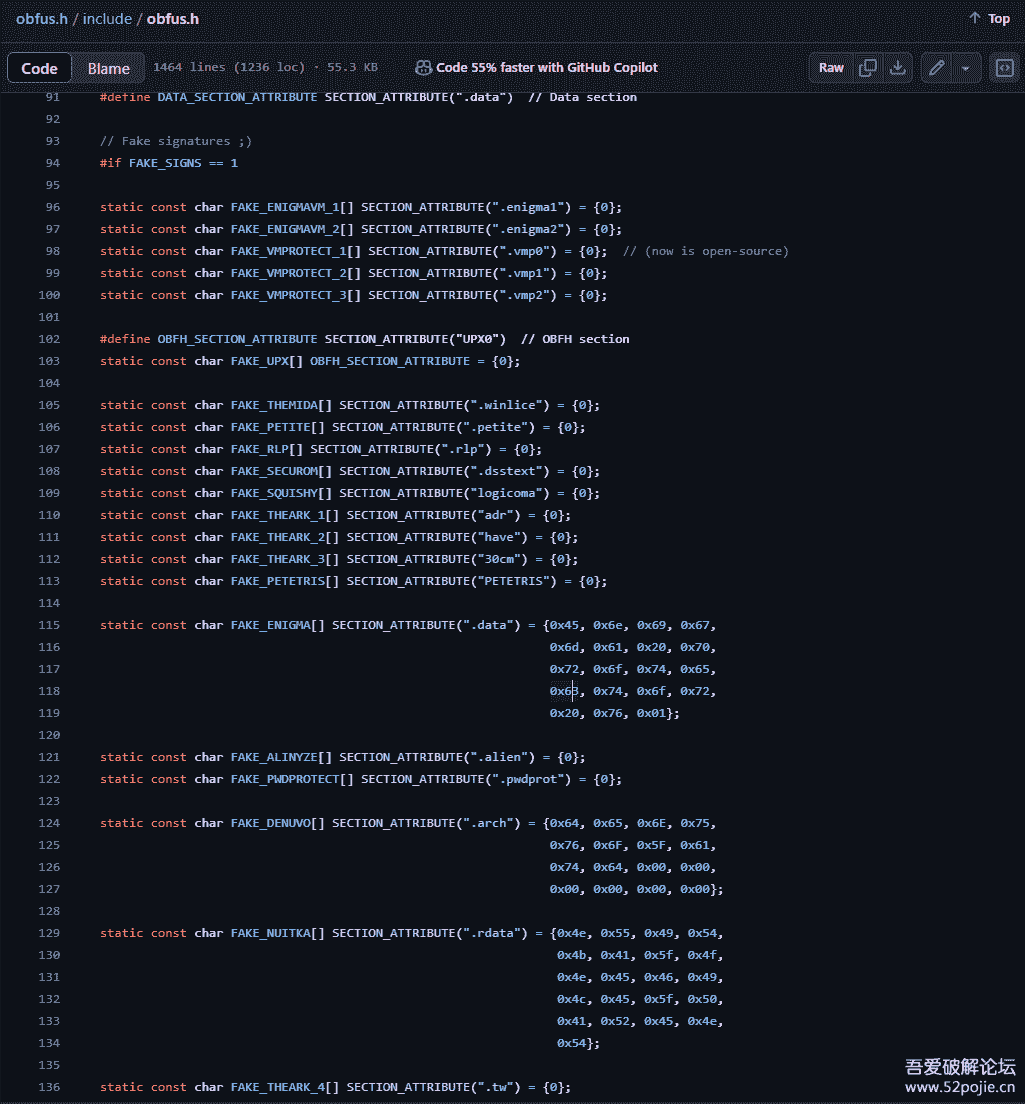 obfus.h / include / obfus.h
Top
Code Blame 1464 lines (1236 loc) · 55.3 KB Code 55% faster with GitHub Copilot Raw
91 #define DATA_SECTION_ATTRIBUTE SECTION_ATTRIBUTE(".data") // Data section
92
93 // Fake signatures ;)
94 #if FAKE_SIGNS == 1
95
96 static const char FAKE_ENIGMAVM_1[] SECTION_ATTRIBUTE(".enigma1") = {0};
97 static const char FAKE_ENIGMAVM_2[] SECTION_ATTRIBUTE(".enigma2") = {0};
98 static const char FAKE_VMPROTECT_1[] SECTION_ATTRIBUTE(".vmp0") = {0}; // (now is open-source)
99 static const char FAKE_VMPROTECT_2[] SECTION_ATTRIBUTE(".vmp1") = {0};
100 static const char FAKE_VMPROTECT_3[] SECTION_ATTRIBUTE(".vmp2") = {0};
101
102 #define OBFH_SECTION_ATTRIBUTE SECTION_ATTRIBUTE("UPX0") // OBFH section
103 static const char FAKE_UPX[] OBFH_SECTION_ATTRIBUTE = {0};
104
105 static const char FAKE_THEMIDA[] SECTION_ATTRIBUTE(".winlice") = {0};
106 static const char FAKE_PETITE[] SECTION_ATTRIBUTE(".petite") = {0};
107 static const char FAKE_RLP[] SECTION_ATTRIBUTE(".rlp") = {0};
108 static const char FAKE_SECUROM[] SECTION_ATTRIBUTE(".dsstext") = {0};
109 static const char FAKE_SQUISHY[] SECTION_ATTRIBUTE("logicoma") = {0};
110 static const char FAKE_THEARK_1[] SECTION_ATTRIBUTE("adr") = {0};
111 static const char FAKE_THEARK_2[] SECTION_ATTRIBUTE("have") = {0};
112 static const char FAKE_THEARK_3[] SECTION_ATTRIBUTE("30cm") = {0};
113 static const char FAKE_PETETRIS[] SECTION_ATTRIBUTE("PETETRIS") = {0};
114
115 static const char FAKE_ENIGMA[] SECTION_ATTRIBUTE(".data") = {0x45, 0x6e, 0x69, 0x67,
116 0x6d, 0x61, 0x20, 0x70,
117 0x72, 0x6f, 0x74, 0x65,
118 0x63, 0x74, 0x6f, 0x72,
119 0x20, 0x76, 0x01};
120
121 static const char FAKE_ALINYZE[] SECTION_ATTRIBUTE(".alien") = {0};
122 static const char FAKE_PWDPROTECT[] SECTION_ATTRIBUTE(".pwdprot") = {0};
123
124 static const char FAKE_DENUVO[] SECTION_ATTRIBUTE(".arch") = {0x64, 0x65, 0x6E, 0x75,
125 0x76, 0x6F, 0x5F, 0x61,
126 0x74, 0x64, 0x00, 0x00,
127 0x00, 0x00, 0x00, 0x00};
128
129 static const char FAKE_NUITKA[] SECTION_ATTRIBUTE(".rdata") = {0x4e, 0x55, 0x49, 0x54,
130 0x4b, 0x41, 0x5f, 0x4f,
131 0x4e, 0x45, 0x46, 0x49,
132 0x4c, 0x45, 0x5f, 0x50,
133 0x41, 0x52, 0x45, 0x4e,
134 0x54};
135
136 static const char FAKE_THEARK_4[] SECTION_ATTRIBUTE(".tw") = {0};
吾爱破解论坛
www.52pojie.cn